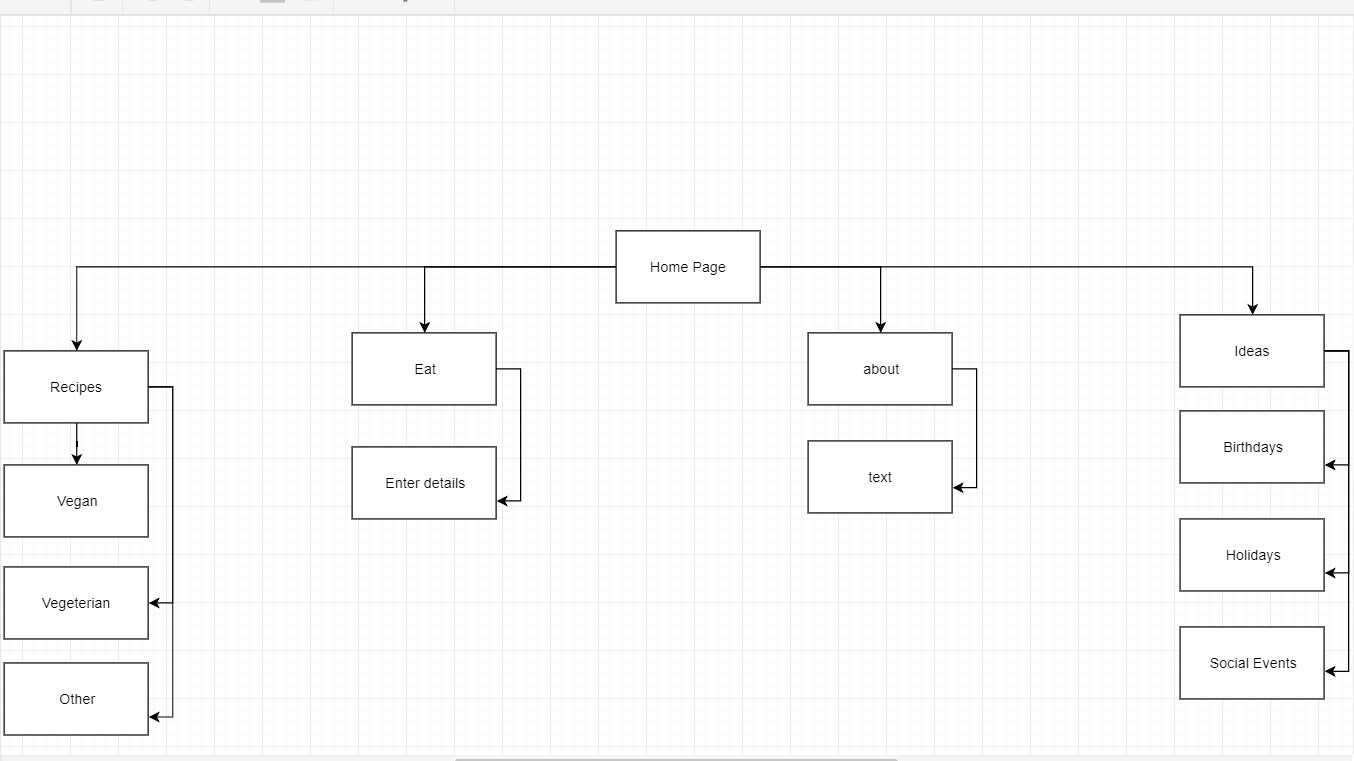 Home Page
Recipes
Vegan
Vegeterian
Other
Eat
Enter details
about
text
Ideas
Birthdays
Holidays
Social Events